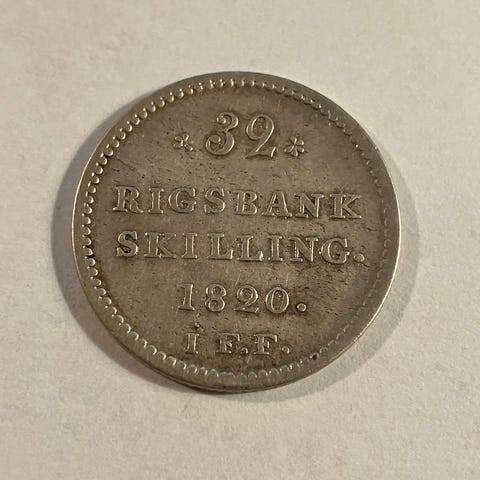 *32*
RIGSBANK
SKILLING.
1820.
I F.F.